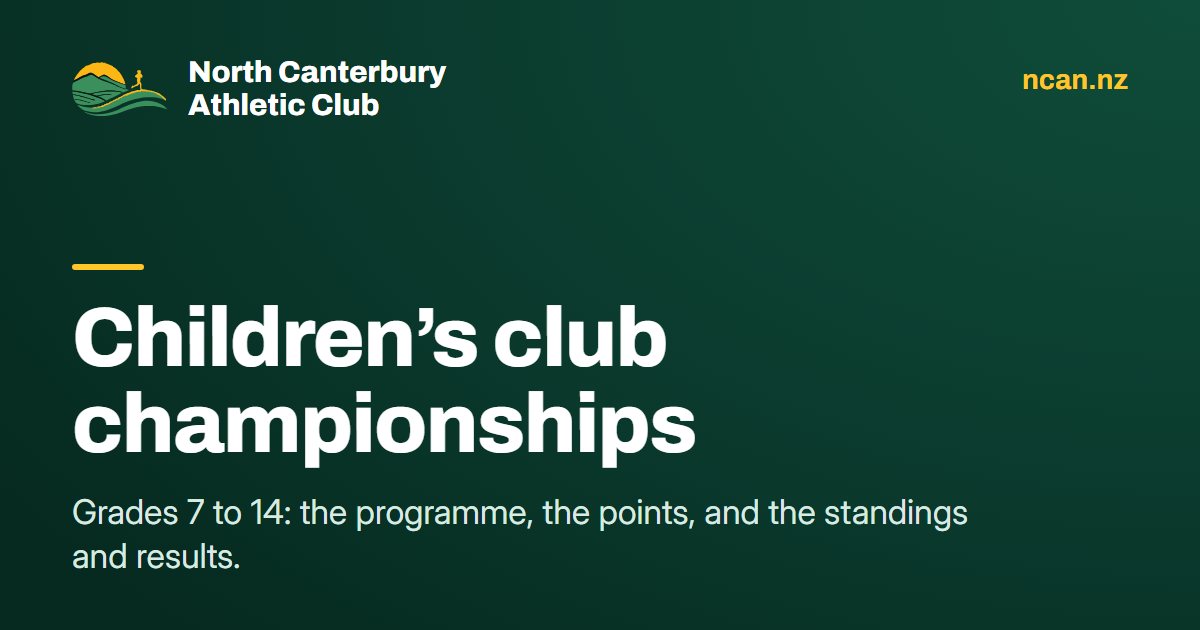 North Canterbury
Athletic Club
ncan.nz
Children’s club
championships
Grades 7 to 14: the programme, the points, and the standings
and results.